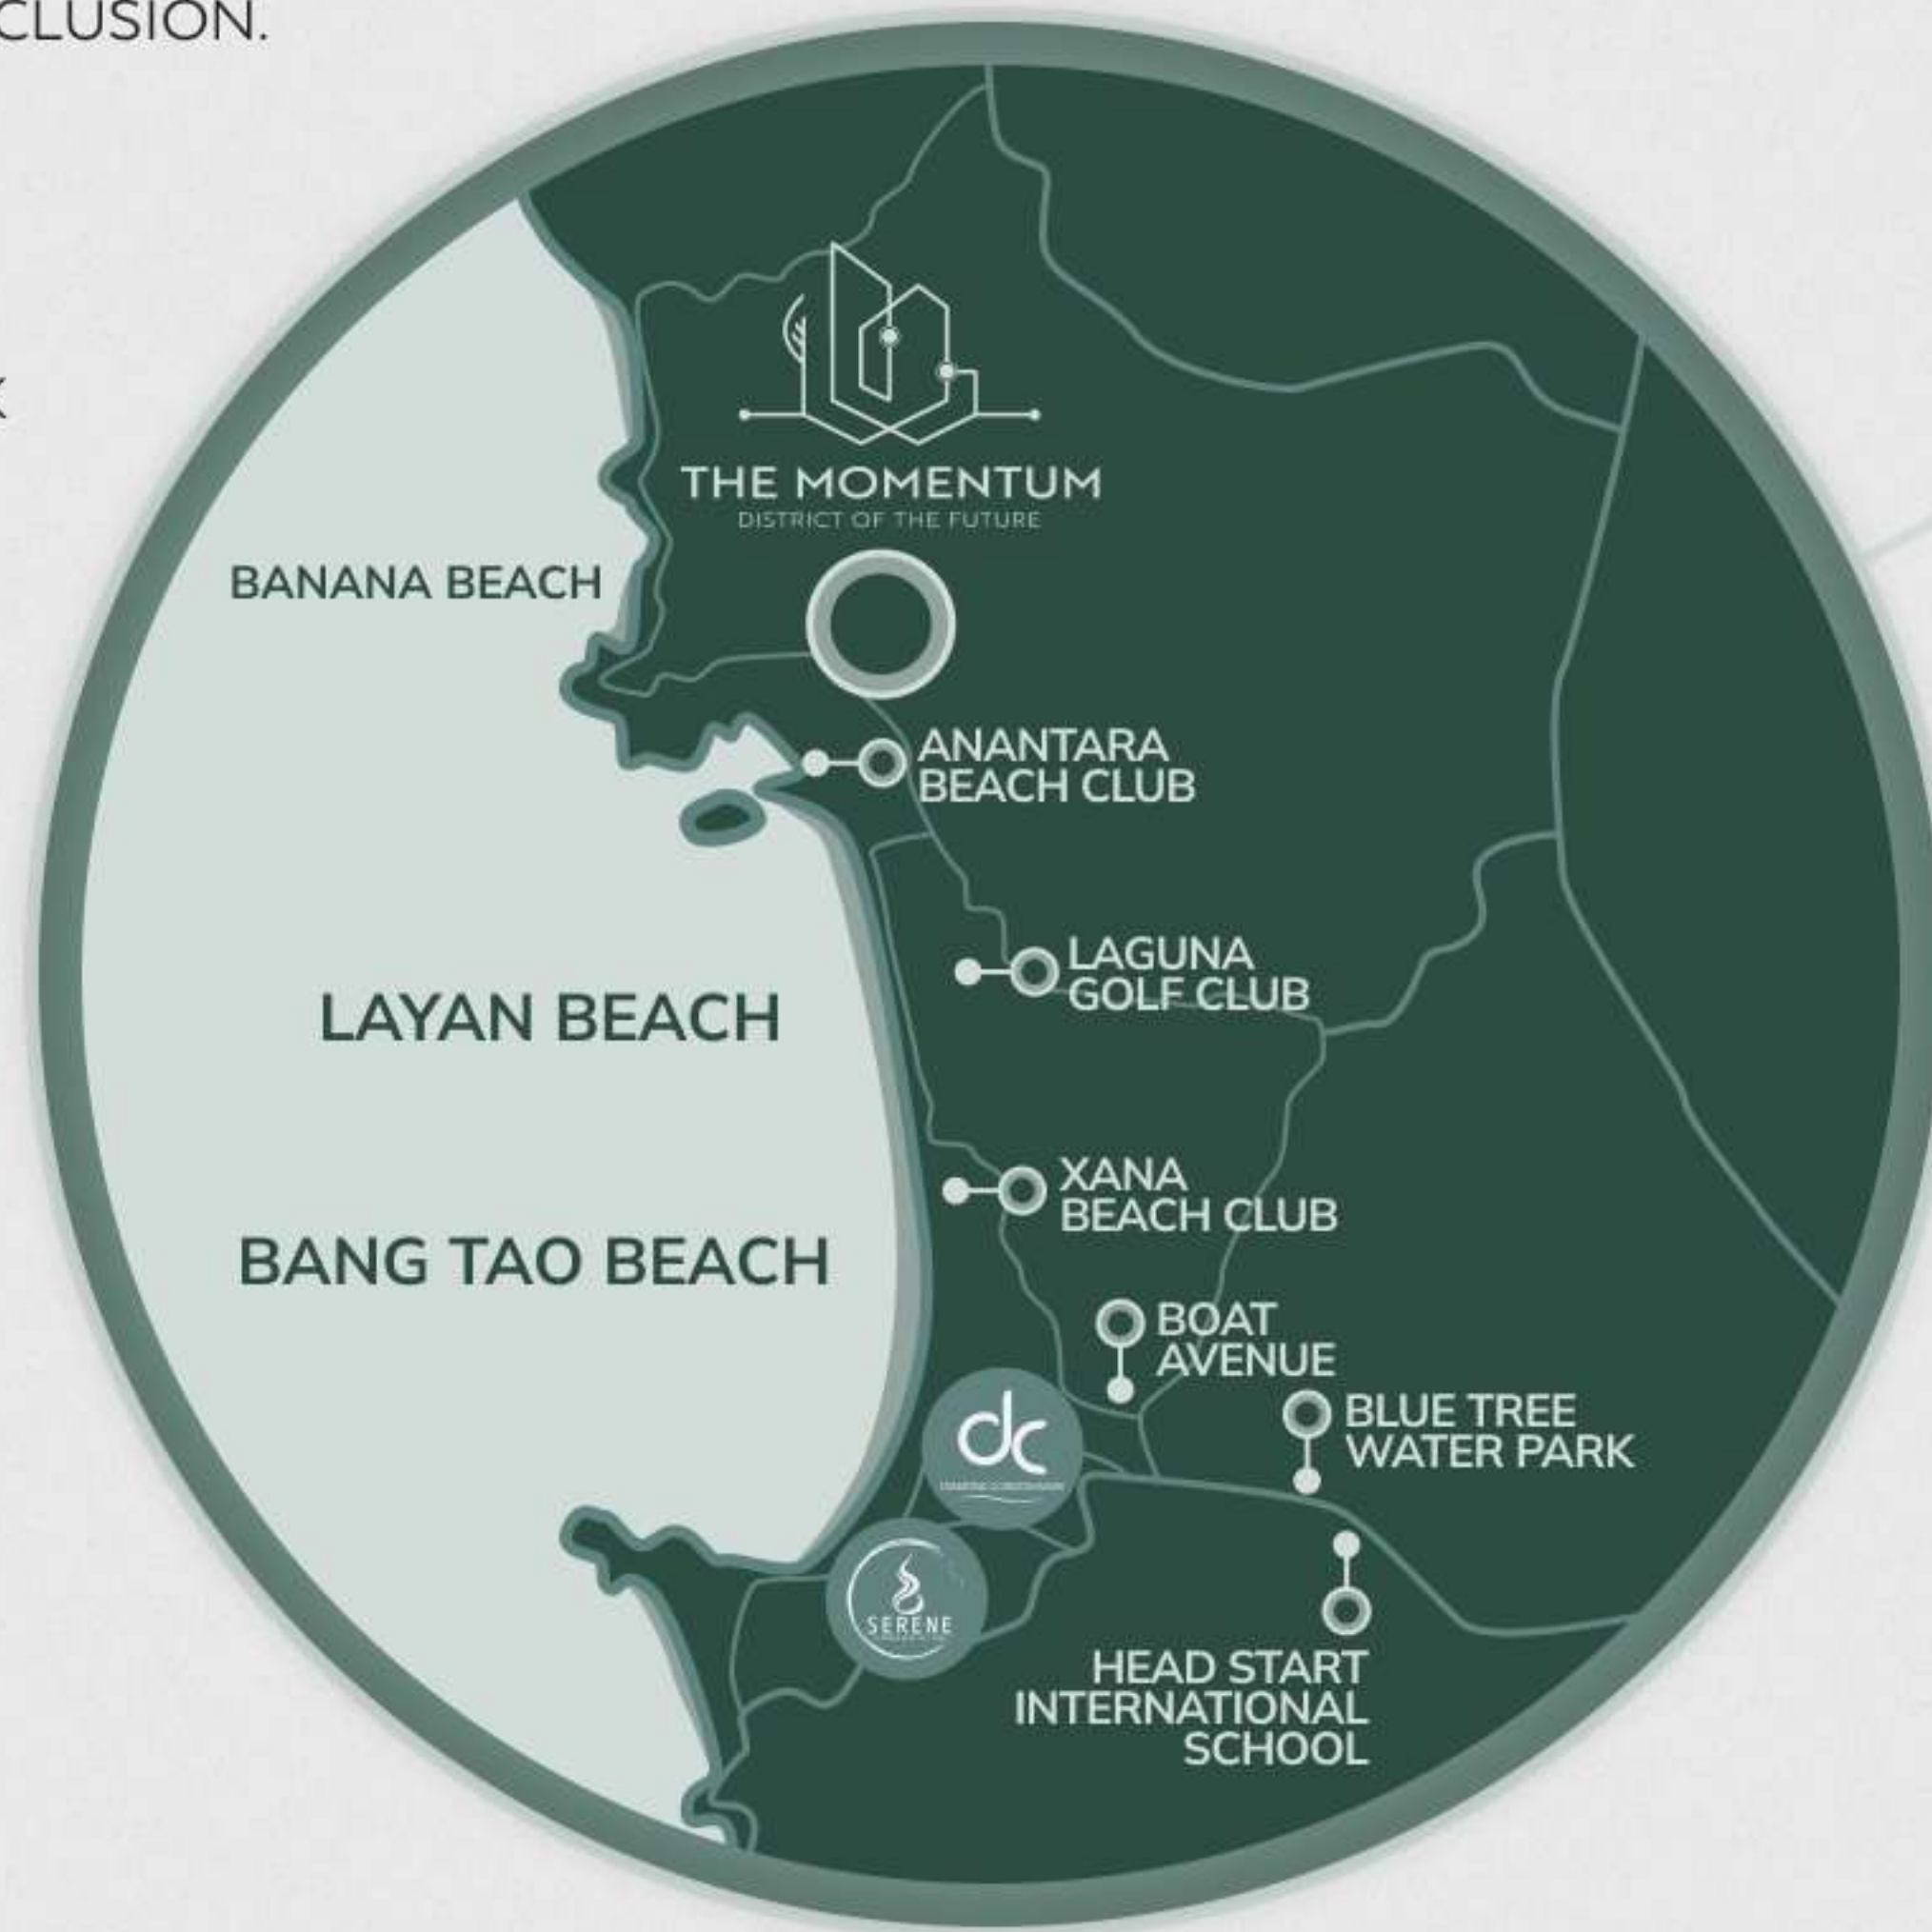 CLUSION.
K
THE MOMENTUM
DISTRICT OF THE FUTURE
BANANA BEACH
ANANTARA
BEACH CLUB
LAGUNA
GOLF CLUB
LAYAN BEACH
XANA
BEACH CLUB
BANG TAO BEACH
BOAT
AVENUE
BLUE TREE
WATER PARK
dc
SERENE
HEAD START
INTERNATIONAL
SCHOOL